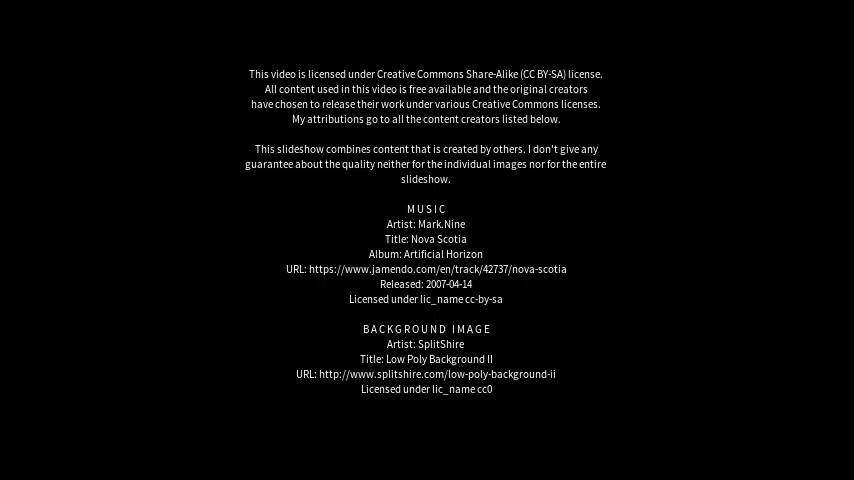 This video is licensed under Creative Commons Share-Alike (CC BY-SA) license.
All content used in this video is free available and the original creators
have chosen to release their work under various Creative Commons licenses.
My attributions go to all the content creators listed below.
This slideshow combines content that is created by others. I don't give any
guarantee about the quality neither for the individual images nor for the entire
slideshow.
MUSIC
Artist: Mark.Nine
Title: Nova Scotia
Album: Artificial Horizon
URL: https://www.jamendo.com/en/track/42737/nova-scotia
Released: 2007-04-14
Licensed under lic_name cc-by-sa
BACKGROUND IMAGE
Artist: SplitShire
Title: Low Poly Background II
URL: http://www.splitshire.com/low-poly-background-ii
Licensed under lic_name cc0